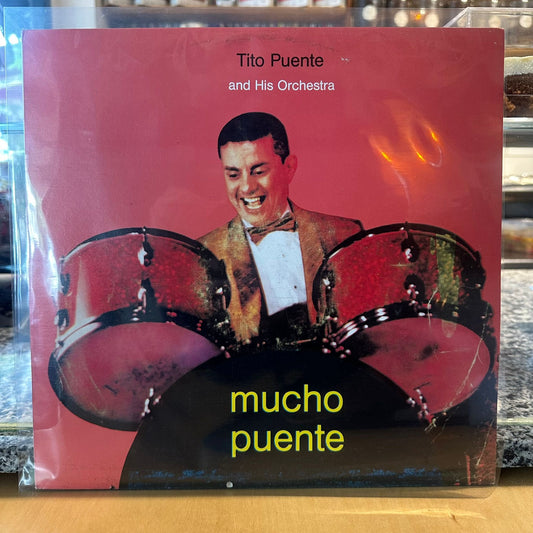 Tito Puente
and His Orchestra
mucho
puente